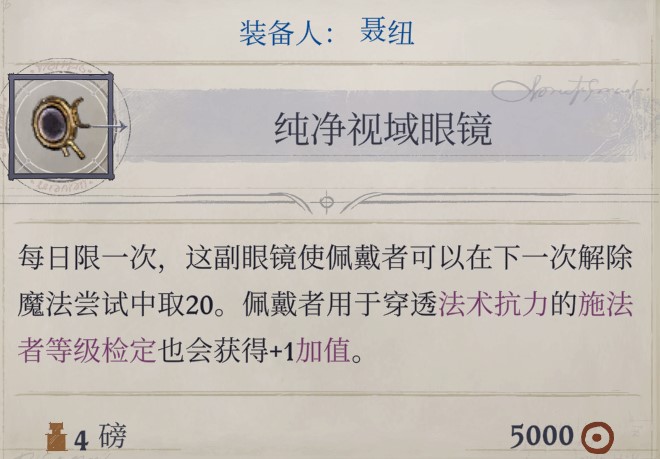 装备人： 聂纽
纯净视域眼镜
每日限一次，这副眼镜使佩戴者可以在下一次解除
魔法尝试中取20。佩戴者用于穿透法术抗力的施法
者等级检定也会获得+1加值。
4 磅
5000